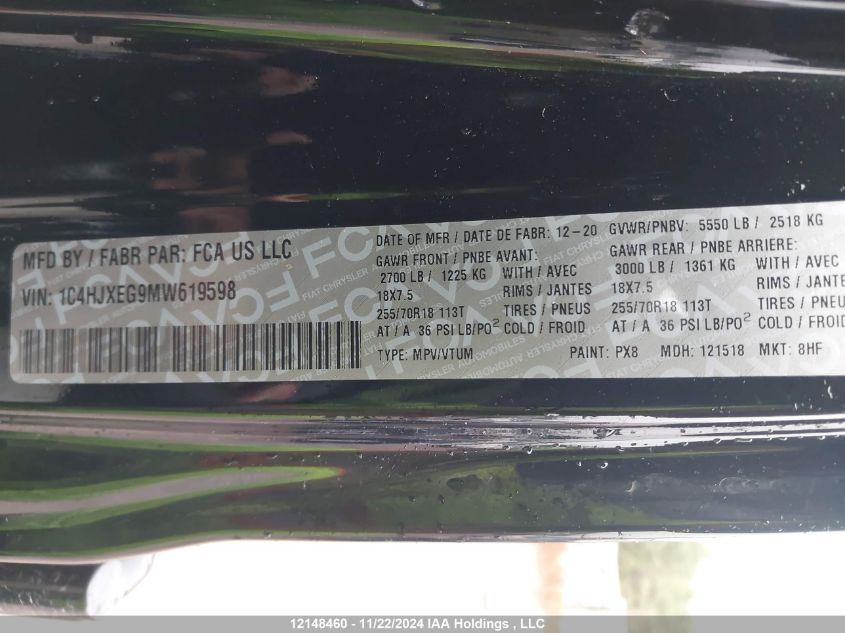 MFD BY / FABR PAR: FCA US LLC
VIN: 1C4HJXEG9MW619598
DATE OF MFR / DATE DE FABR: 12-20 GVWR/PNBV: 5550 LB / 2518 KG
GAWR FRONT / PNBE AVANT:
2700 LB / 1225 KG WITH / AVEC
18X7.5 RIMS / JANTES
255/70R18 113T TIRES / PNEUS
AT / A 36 PSI LB/PO² COLD / FROID
GAWR REAR / PNBE ARRIERE:
3000 LB / 1361 KG WITH / AVEC
18X7.5 RIMS / JANTES
255/70R18 113T TIRES / PNEUS
AT / A 36 PSI LB/PO² COLD / FROID
TYPE: MPV/VTUM PAINT: PX8 MDH: 121518 MKT: 8HF
12148460 - 11/22/2024 IAA Holdings , LLC